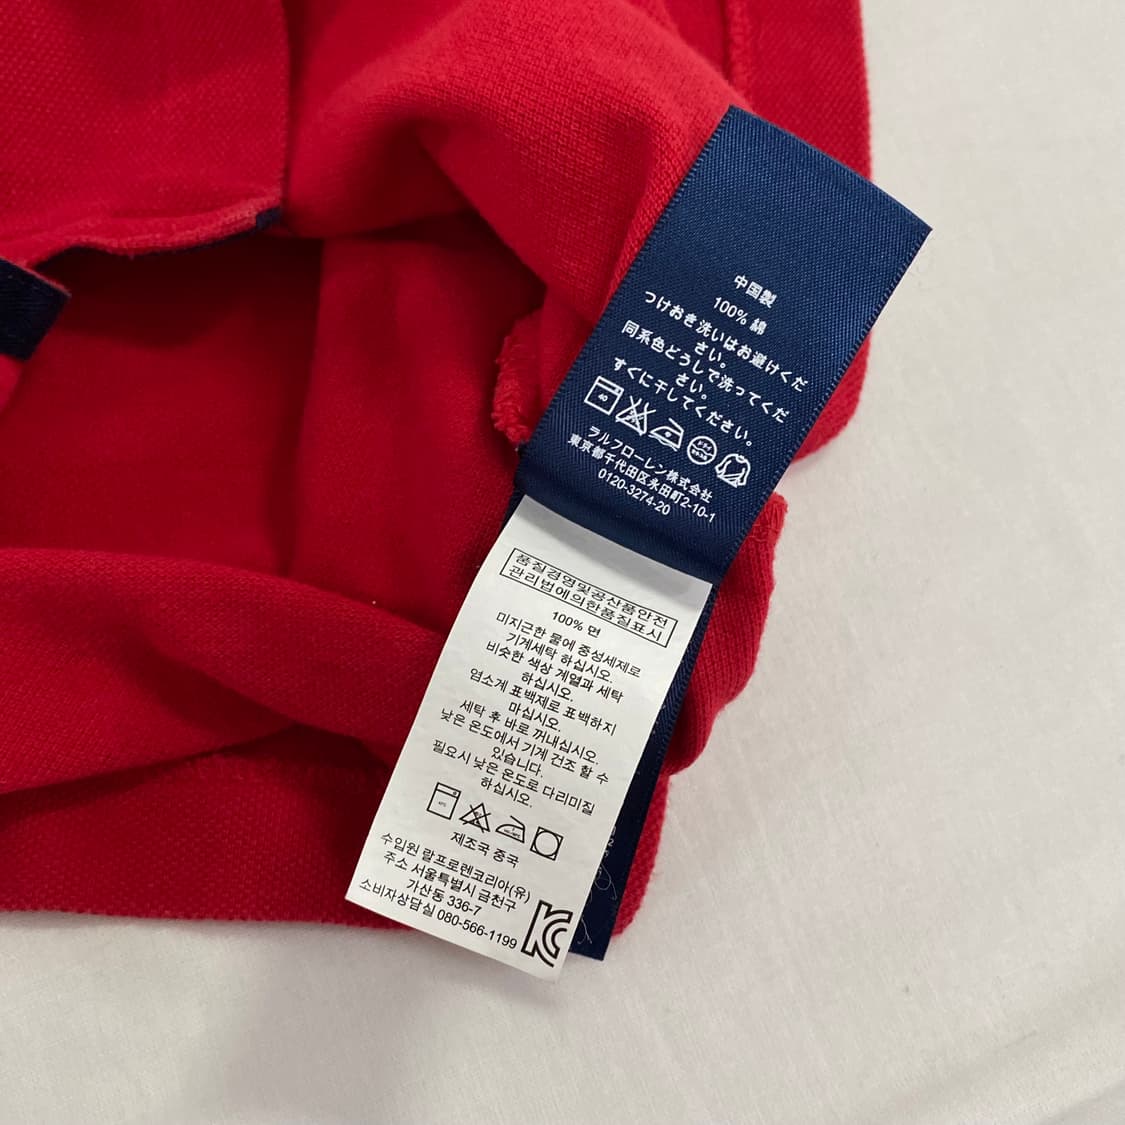 中国製
100% 綿
つけおき洗いはお避けくだ
さい。
同系色どうしで洗ってくだ
さい。
すぐに干してください。
40
ドライ
ラルフローレン株式会社
東京都千代田区永田町2-10-1
0120-3274-20
품질경영및공산품안전
관리법에의한품질표시
100% 면
미지근한 물에 중성세제로
기계세탁 하십시오.
비슷한 색상 계열과 세탁
하십시오.
염소계 표백제로 표백하지
마십시오.
세탁 후 바로 꺼내십시오.
낮은 온도에서 기계 건조 할 수
있습니다.
필요시 낮은 온도로 다리미질
하십시오.
제조국 중국
수입원 랄프로렌코리아(유)
주소 서울특별시 금천구
가산동 336-7
소비자상담실 080-566-1199